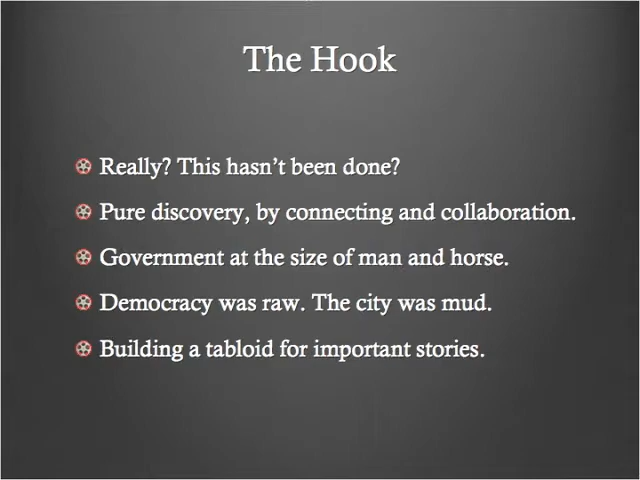 The Hook
Really? This hasn't been done?
Pure discovery, by connecting and collaboration.
Government at the size of man and horse.
Democracy was raw. The city was mud.
Building a tabloid for important stories.